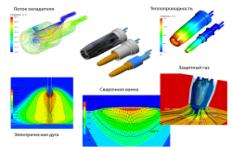 Поток охладителя
Теплопроводность
Защитный газ
Сварочная ванна
Электрическая дуга